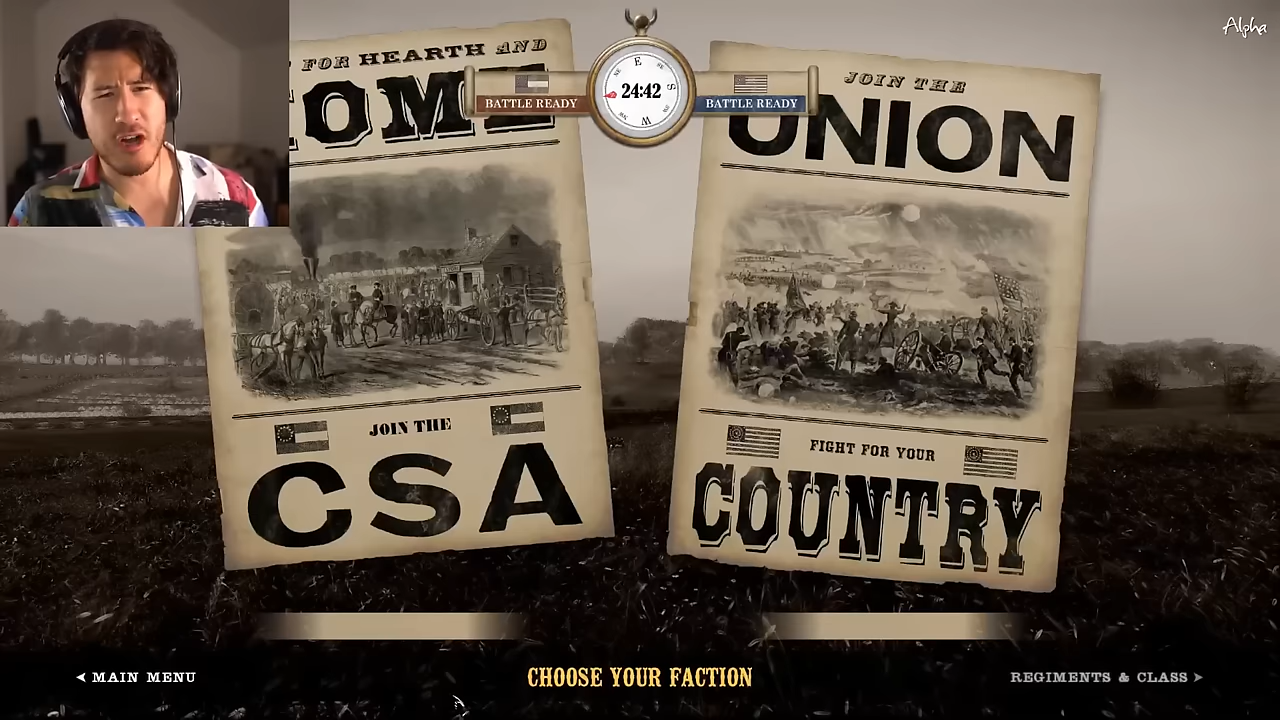 Alpha
FOR HEARTH AND
JOIN THE
UNION
BATTLE READY
24:42
BATTLE READY
E
S
W
JOIN THE
CSA
FIGHT FOR YOUR
COUNTRY
MAIN MENU
CHOOSE YOUR FACTION
REGIMENTS & CLASS